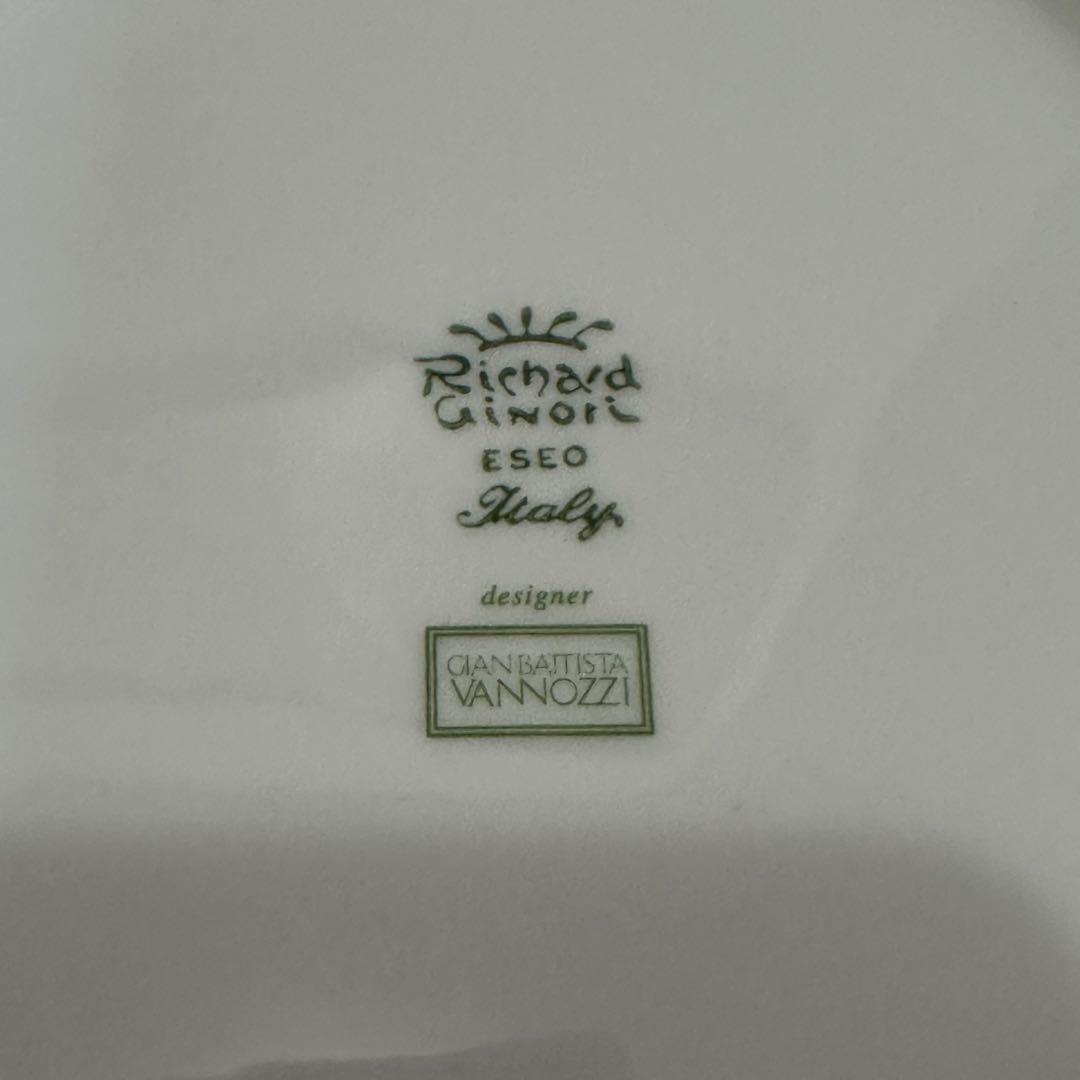 Richard
Ginori
ESEO
Italy
designer
GIAN BATTISTA
VANNOZZI